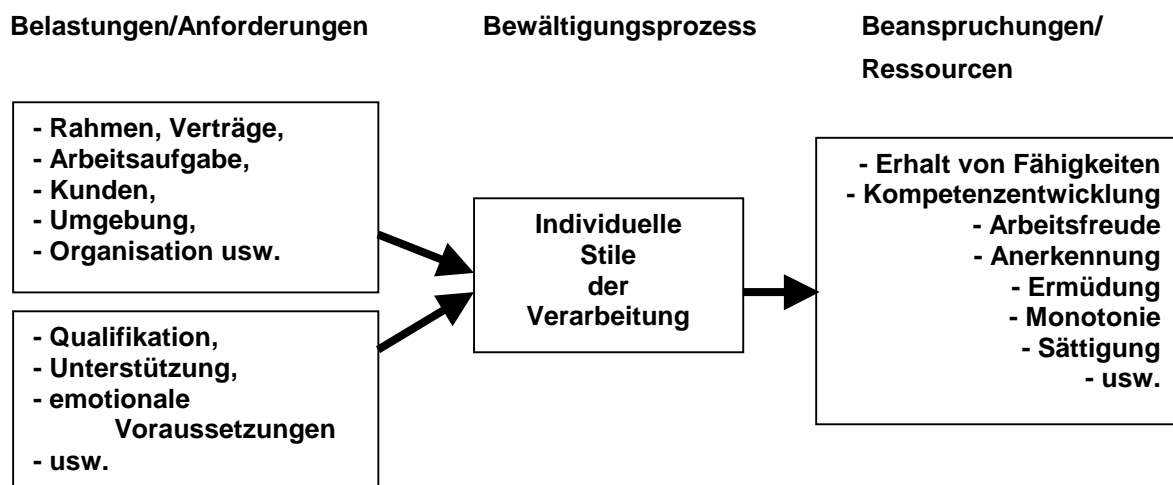 Belastungen/Anforderungen
Bewältigungsprozess
Beanspruchungen/
Ressourcen
- Rahmen, Verträge,
- Arbeitsaufgabe,
- Kunden,
- Umgebung,
- Organisation usw.
- Qualifikation,
- Unterstützung,
- emotionale
Voraussetzungen
- usw.
Individuelle
Stile
der
Verarbeitung
- Erhalt von Fähigkeiten
- Kompetenzentwicklung
- Arbeitsfreude
- Anerkennung
- Ermüdung
- Monotonie
- Sättigung
- usw.